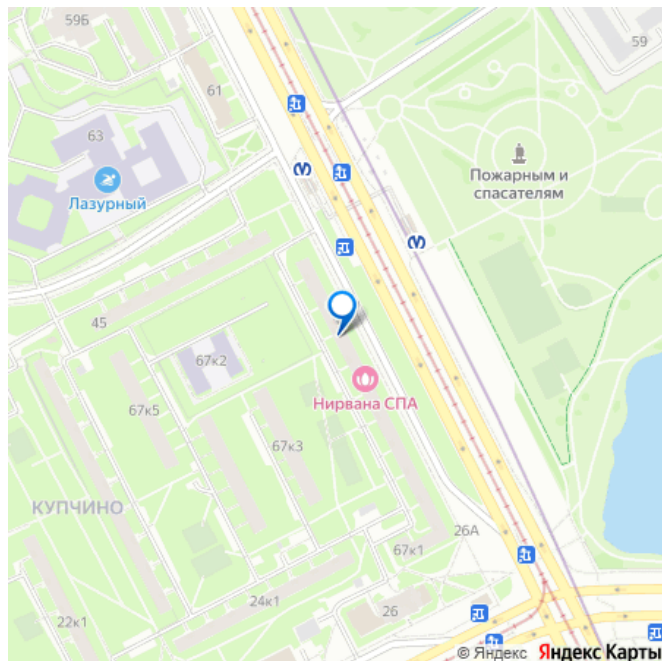 59Б
59
61
63
Лазурный
Пожарным и
спасателям
45
67к2
67к5
Нирвана СПА
67к3
КУПЧИНО
26А
67к1
24к1
26
22к1
© Яндекс Яндекс Карты